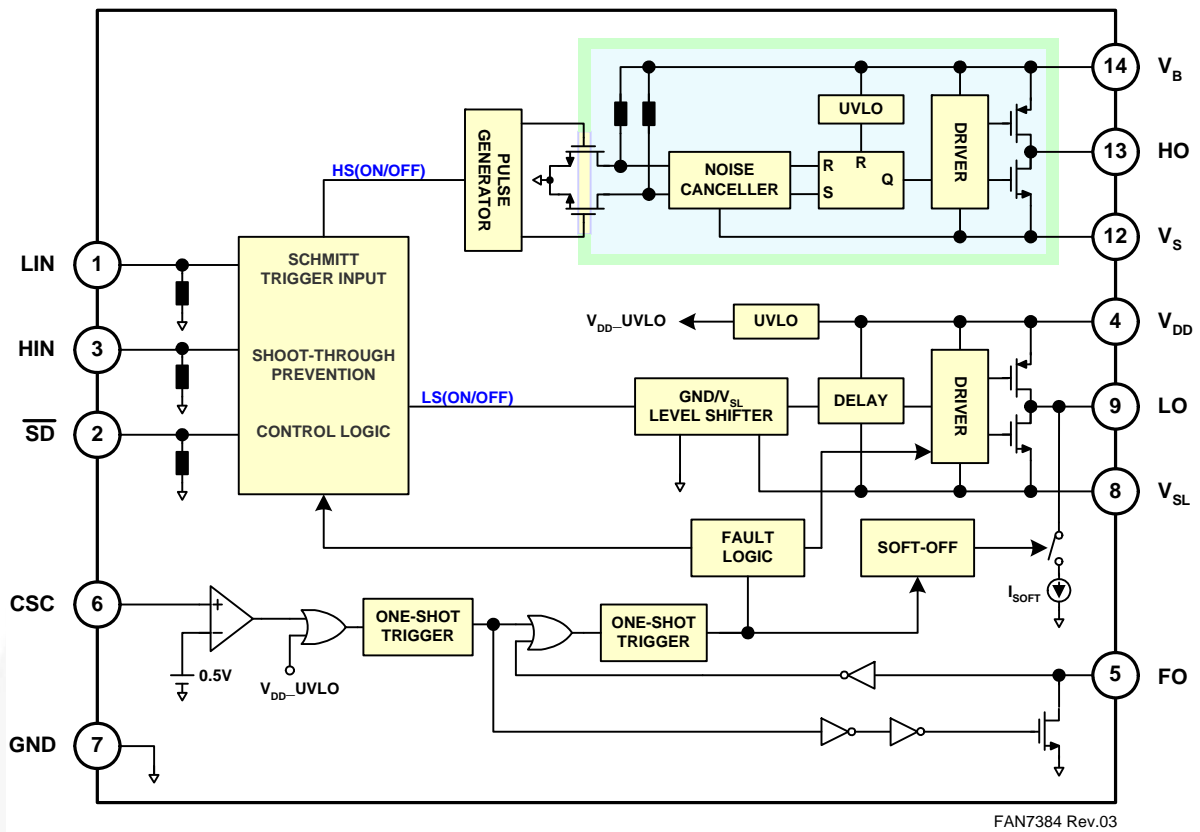 14 V_B
UVLO
PULSE
GENERATOR
DRIVER
13 HO
HS(ON/OFF)
NOISE
CANCELLER
R R
S Q
12 V_S
LIN 1
SCHMITT
TRIGGER INPUT
V_DD_UVLO
UVLO
4 V_DD
HIN 3
SHOOT-THROUGH
PREVENTION
LS(ON/OFF)
GND/V_SL
LEVEL SHIFTER
DELAY
DRIVER
9 LO
SD 2
CONTROL LOGIC
8 V_SL
FAULT
LOGIC
SOFT-OFF
CSC 6
+
−
0.5V
V_DD_UVLO
ONE-SHOT
TRIGGER
ONE-SHOT
TRIGGER
I_SOFT
5 FO
GND 7
FAN7384 Rev.03